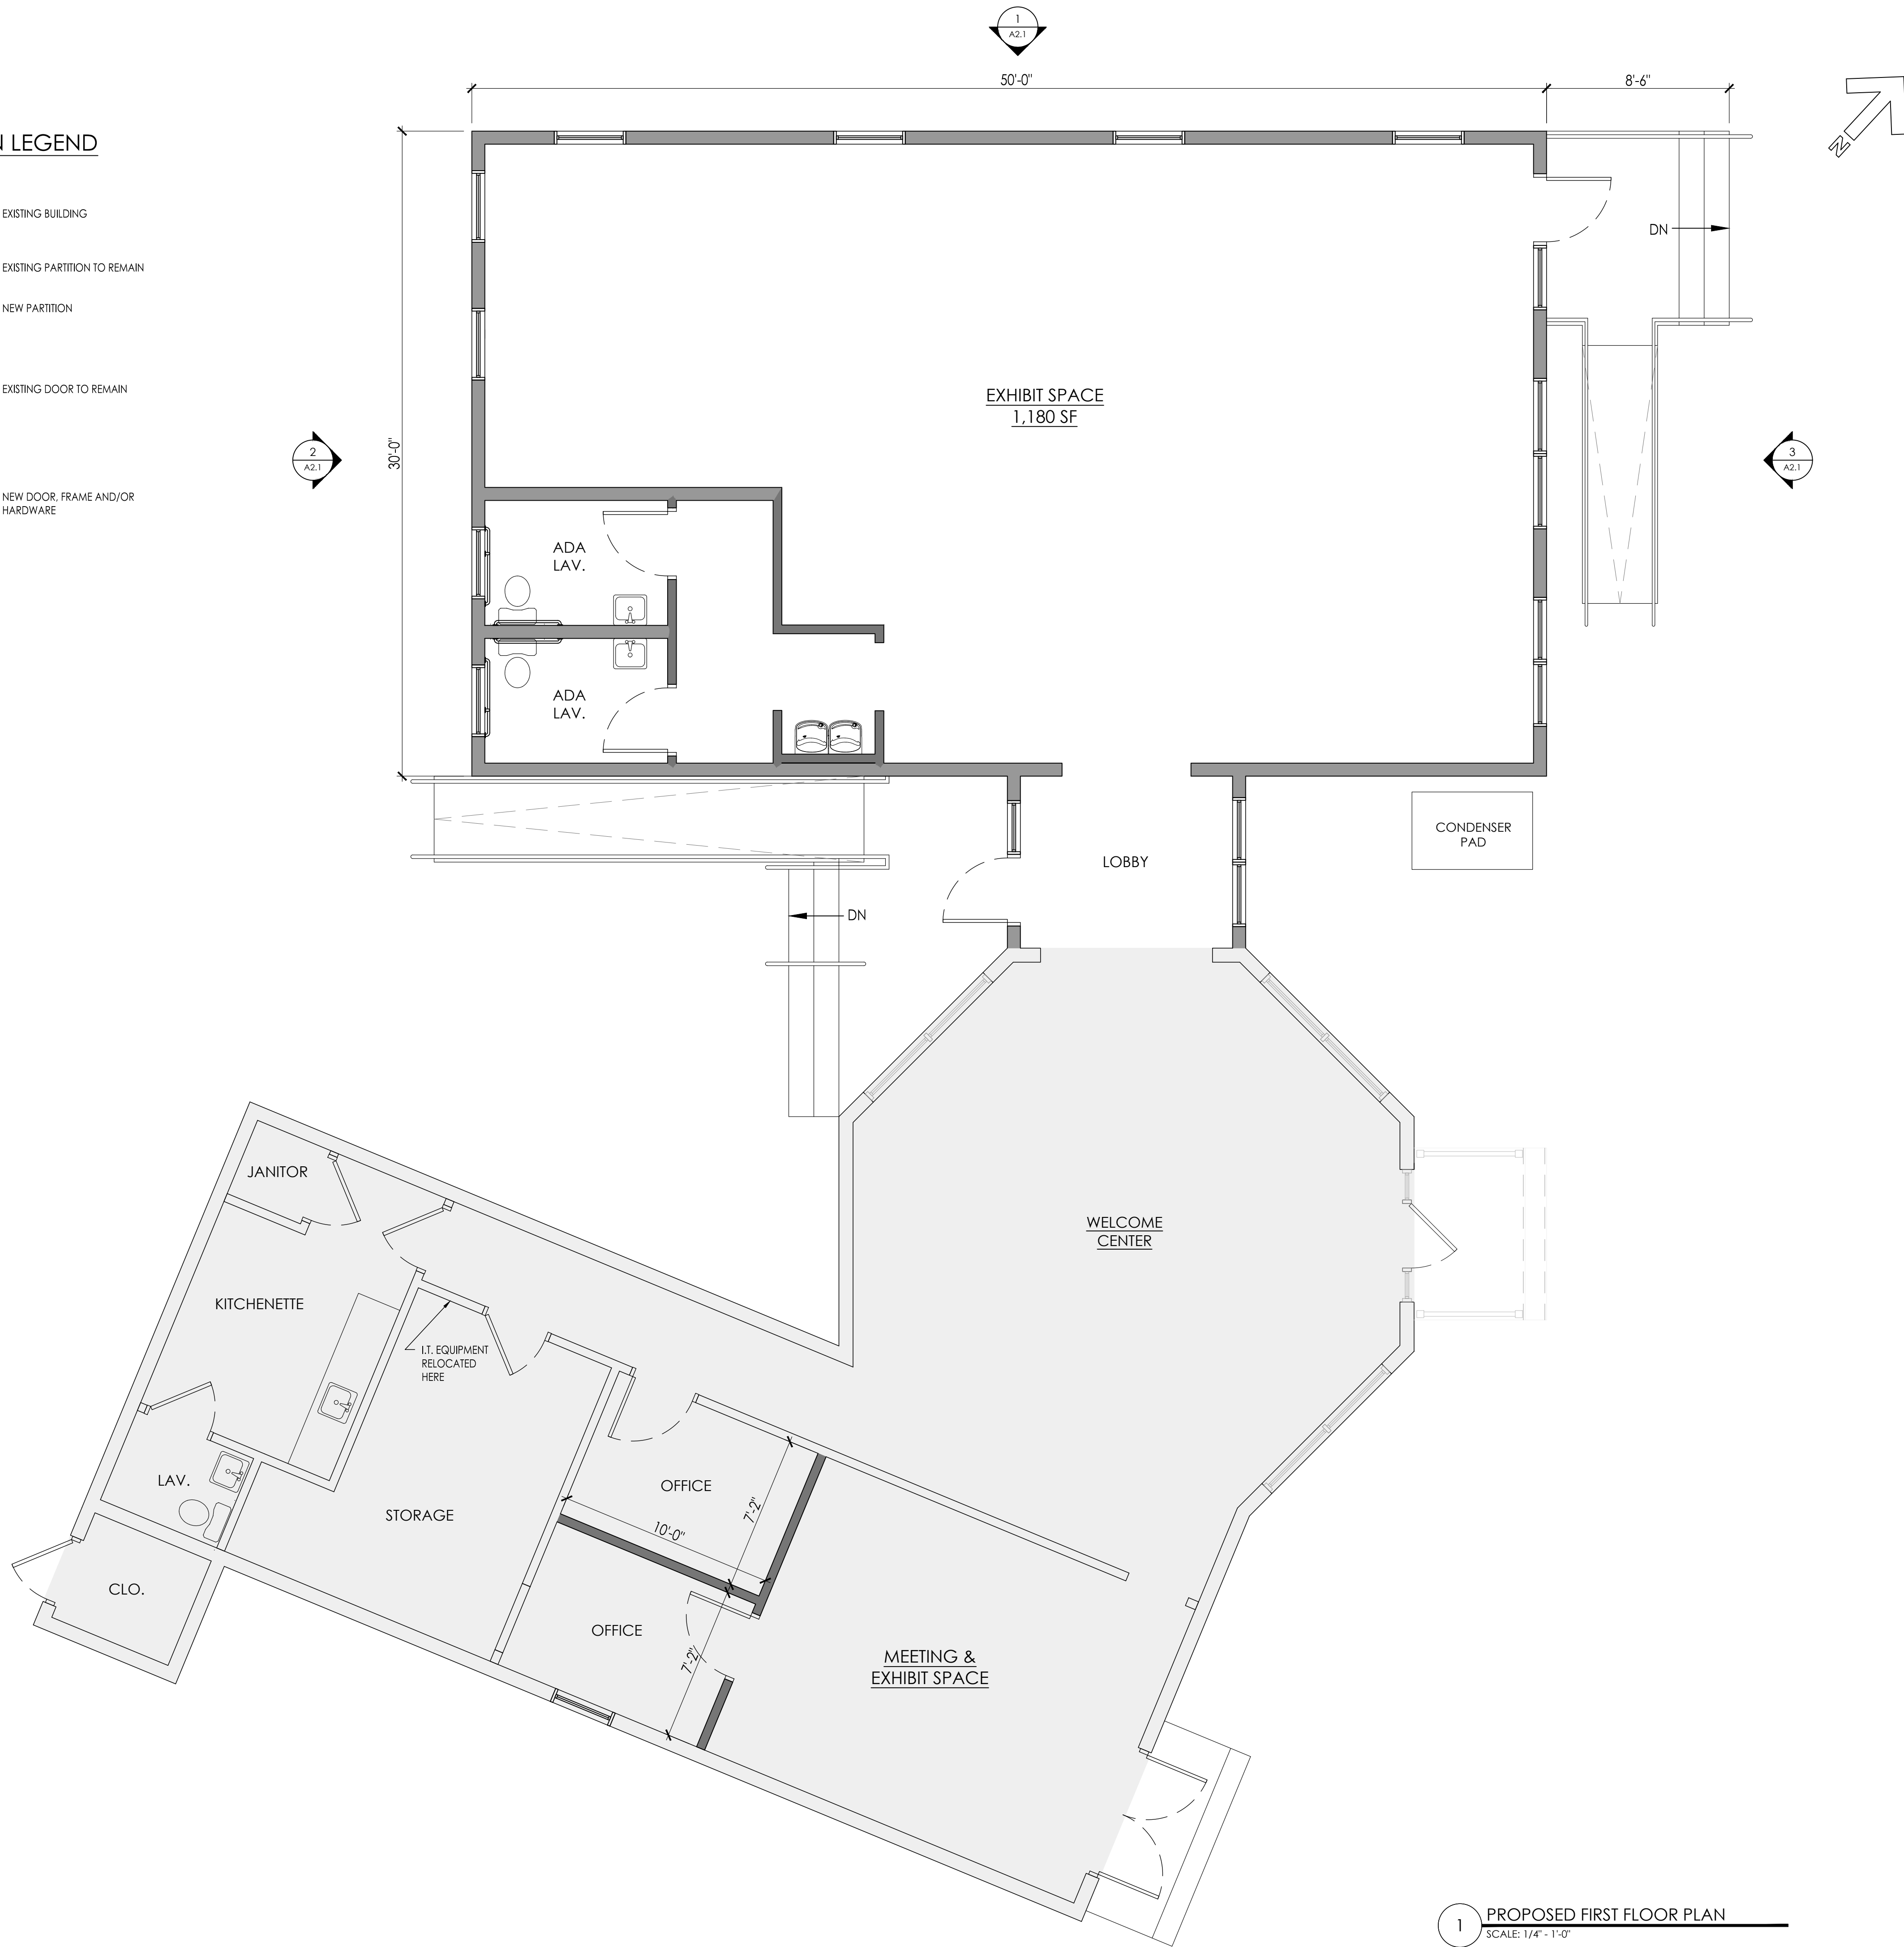 1
A2.1
50'-0"
8'-6"
N
LEGEND
EXISTING BUILDING
EXISTING PARTITION TO REMAIN
NEW PARTITION
EXISTING DOOR TO REMAIN
NEW DOOR, FRAME AND/OR
HARDWARE
DN
EXHIBIT SPACE
1,180 SF
30'-0"
2
A2.1
3
A2.1
ADA
LAV.
ADA
LAV.
CONDENSER
PAD
LOBBY
DN
JANITOR
WELCOME
CENTER
KITCHENETTE
I.T. EQUIPMENT
RELOCATED
HERE
LAV.
OFFICE
7'-2"
STORAGE
10'-0"
CLO.
OFFICE
7'-2"
MEETING &
EXHIBIT SPACE
1
PROPOSED FIRST FLOOR PLAN
SCALE: 1/4" - 1'-0"